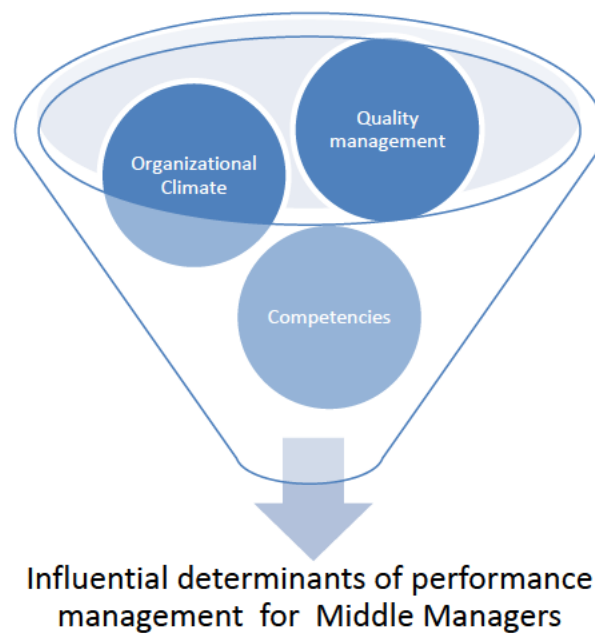 Quality
management
Organizational
Climate
Competencies
Influential determinants of performance
management for Middle Managers